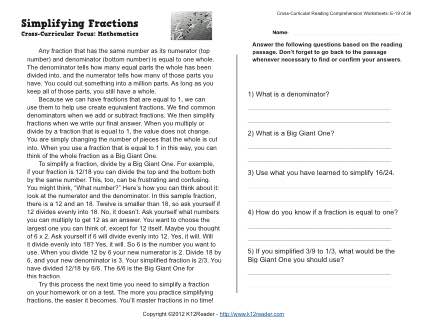 Simplifying Fractions
Cross-Curricular Focus: Mathematics
Any fraction that has the same number as its numerator (top
number) and denominator (bottom number) is equal to one whole.
The denominator tells how many equal parts the whole has been
divided into, and the numerator tells how many of those parts you
have. You could cut something into a million parts. As long as you
keep all of those parts, you still have a whole.
Because we can have fractions that are equal to 1, we can
use them to help use create equivalent fractions. We find common
denominators when we add or subtract fractions. We then simplify
fractions when we write our final answer. When you multiply or
divide by a fraction that is equal to 1, the value does not change.
You are simply changing the number of pieces that the whole is cut
into. When you use a fraction that is equal to 1 in this way, you can
think of the whole fraction as a Big Giant One.
To simplify a fraction, divide by a Big Giant One. For example,
if your fraction is 12/18 you can divide the top and the bottom both
by the same number. This, too, can be frustrating and confusing.
You might think, "What number?" Here's how you can think about it:
look at the numerator and the denominator. In this sample fraction,
there is a 12 and an 18. Twelve is smaller than 18, so ask yourself if
12 divides evenly into 18. No, it doesn't. Ask yourself what numbers
you can multiply to get 12 as an answer. You want to choose the
largest one you can think of, except for 12 itself. Maybe you thought
of 6 x 2. Ask yourself if 6 will divide evenly into 12. Yes, it will. Will
it divide evenly into 18? Yes, it will. So 6 is the number you want to
use. When you divide 12 by 6 your new numerator is 2. Divide 18 by
6, and your new denominator is 3. Your simplified fraction is 2/3. You
have divided 12/18 by 6/6. The 6/6 is the Big Giant One for
this fraction.
Try this process the next time you need to simplify a fraction
on your homework or on a test. The more you practice simplifying
fractions, the easier it becomes. You'll master fractions in no time!
Cross-Curricular Reading Comprehension Worksheets: E-19 of 36
Name
Answer the following questions based on the reading
passage. Don't forget to go back to the passage
whenever necessary to find or confirm your answers.
1) What is a denominator?
2) What is a Big Giant One?
3) Use what you have learned to simplify 16/24.
4) How do you know if a fraction is equal to one?
5) If you simplified 3/9 to 1/3, what would be the
Big Giant One you should use?
Copyright ©2012 K12Reader - http://www.k12reader.com